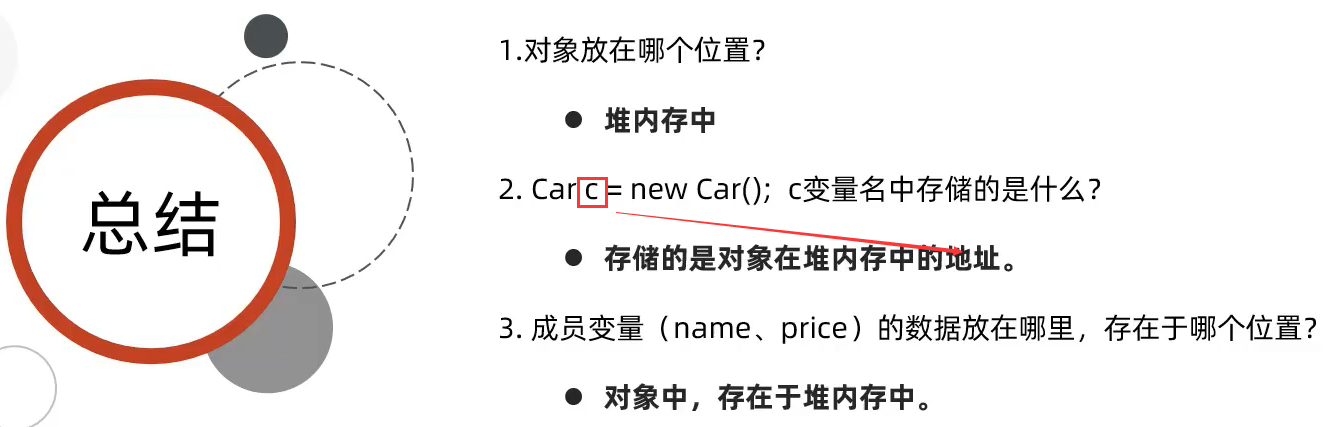 总结
1.对象放在哪个位置？
● 堆内存中
2. Car c = new Car(); c变量名中存储的是什么？
● 存储的是对象在堆内存中的地址。
3. 成员变量（name、price）的数据放在哪里，存在于哪个位置？
● 对象中，存在于堆内存中。